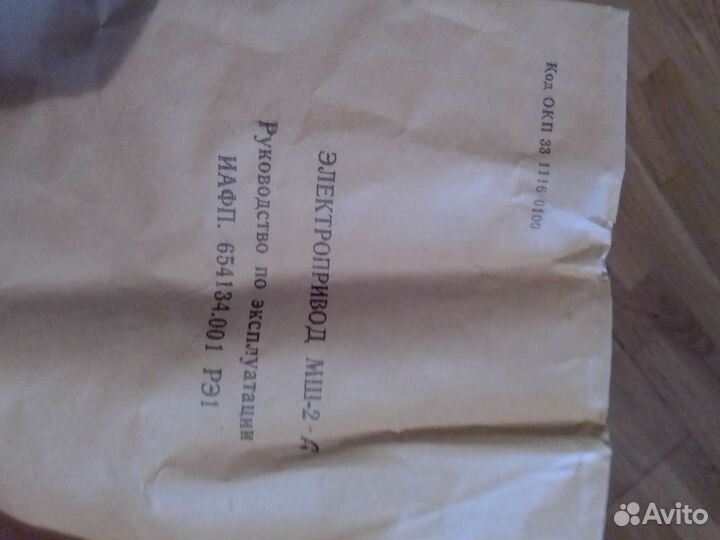 Код ОКП 33 1116 0100
ЭЛЕКТРОПРИВОД МШ-2
Руководство по эксплуатации
ИАФП. 654134.001 РЭ1
Avito